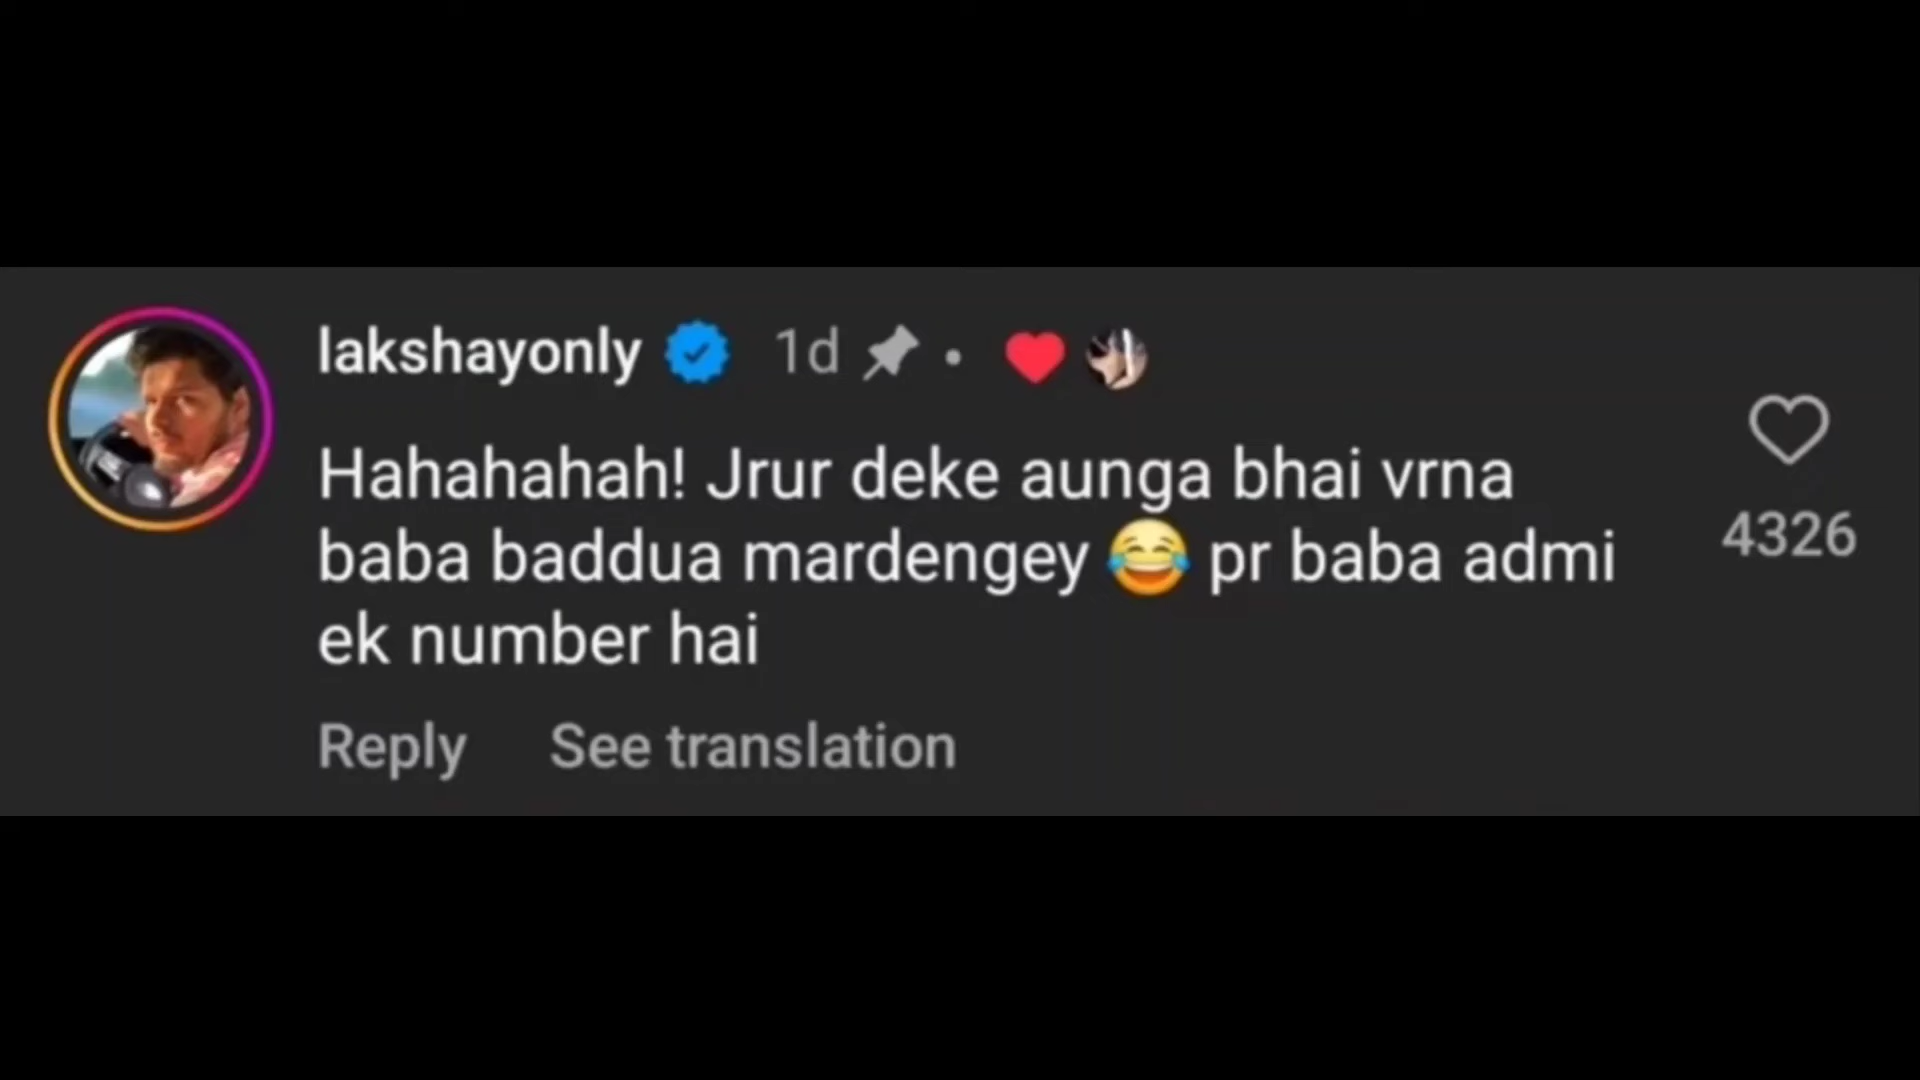 lakshayonly 1d
Hahahahah! Jrur deke aunga bhai vrna
baba baddua mardengey 😂 pr baba admi
ek number hai
4326
Reply See translation